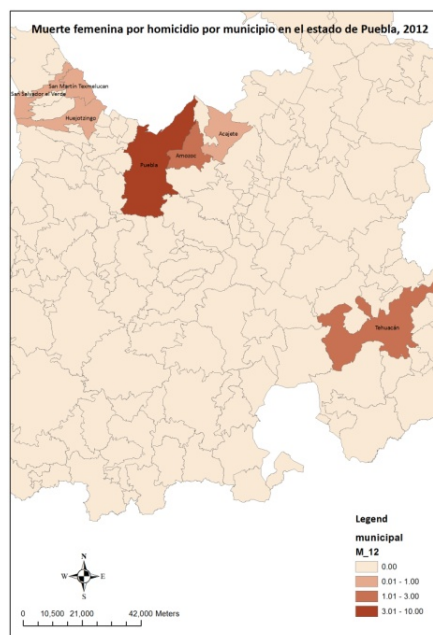 Muerte femenina por homicidio por municipio en el estado de Puebla, 2012
San Martín Texmelucan
San Salvador el Verde
Huejotzingo
Acajete
Amozoc
Puebla
Tehuacán
Legend
municipal
M_12
0.00
0.01 - 1.00
1.01 - 3.00
3.01 - 10.00
N
W E
S
0 10,500 21,000 42,000 Meters